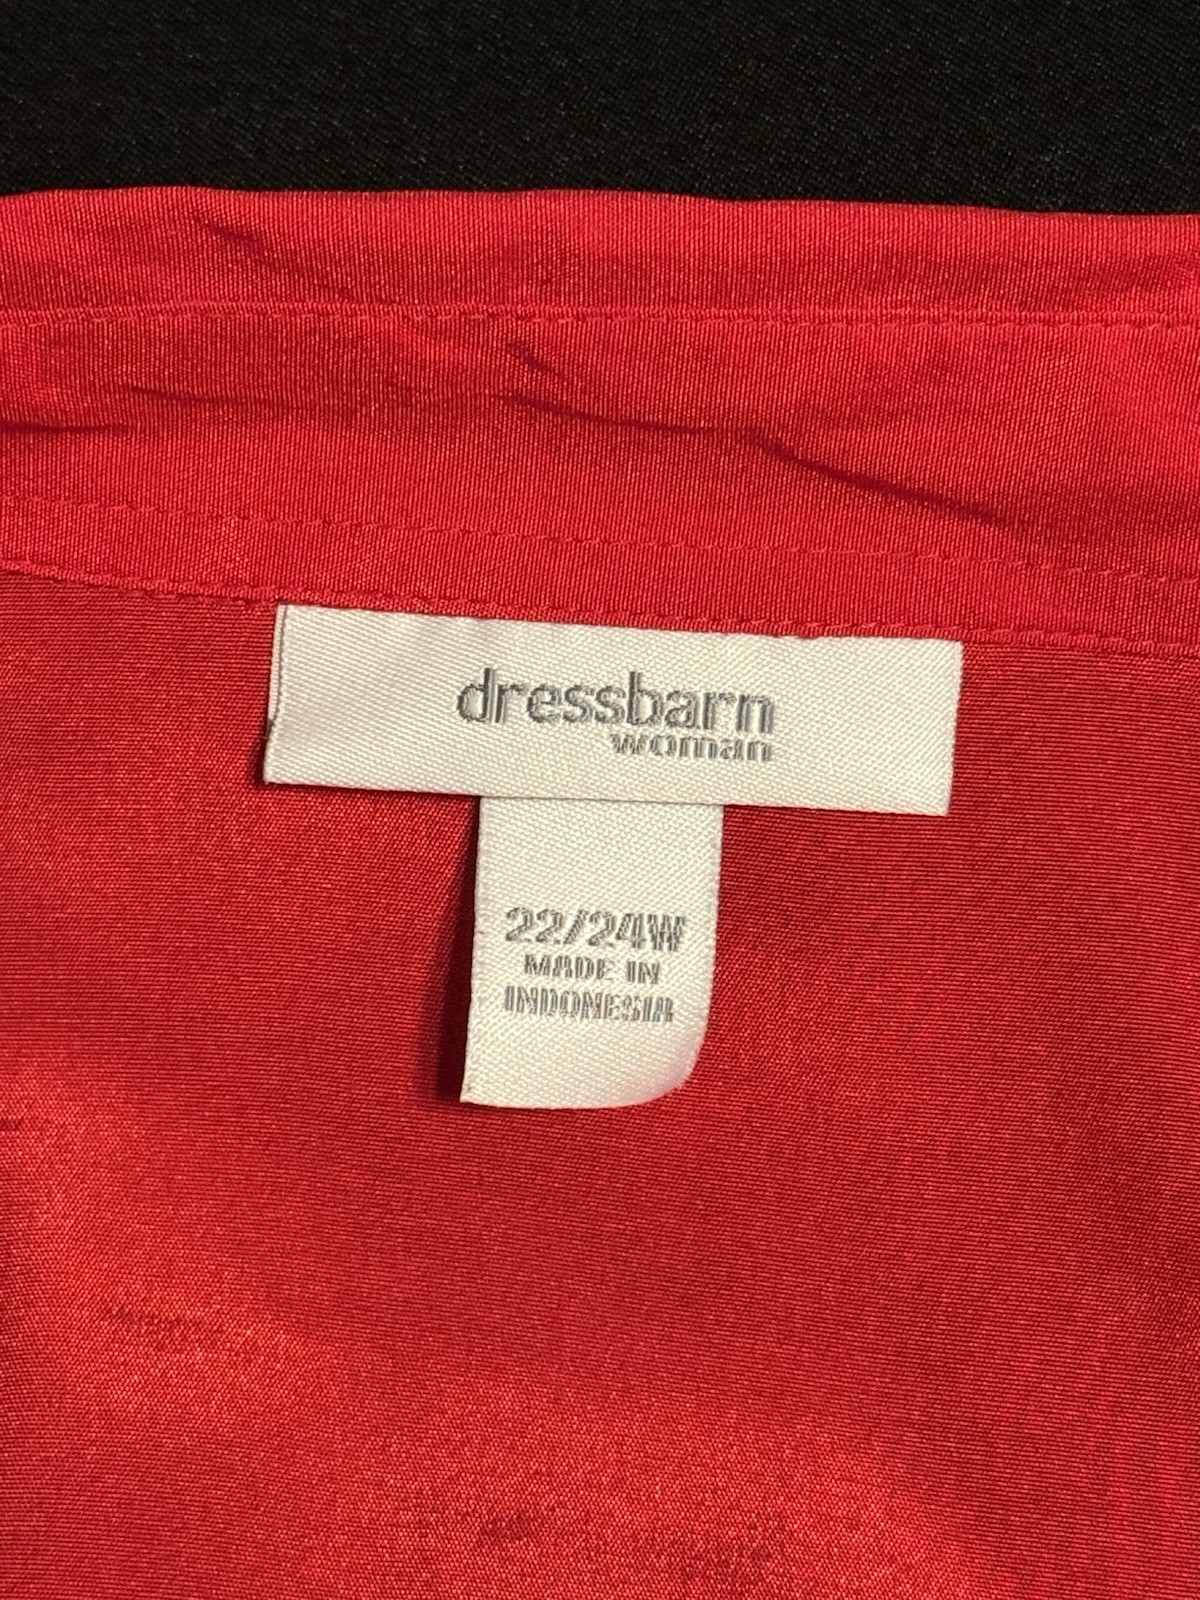 dressbarn
woman
22/24W
MADE IN
INDONESIA